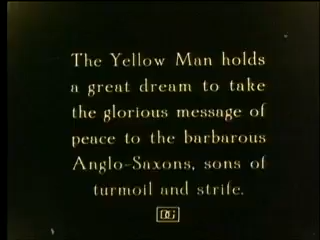 The Yellow Man holds
a great dream to take
the glorious message of
peace to the barbarous
Anglo-Saxons, sons of
turmoil and strife.
DG